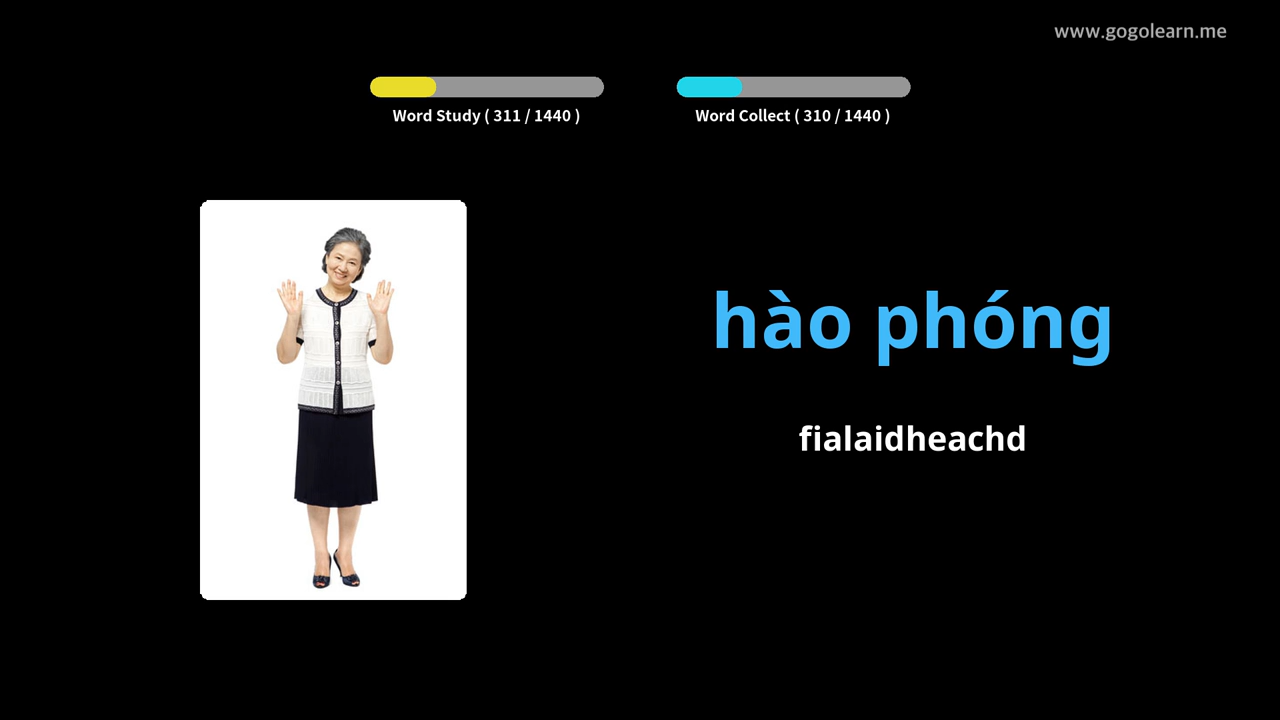 www.gogolearn.me
Word Study ( 311 / 1440 )
Word Collect ( 310 / 1440 )
hào phóng
fialaidheachd